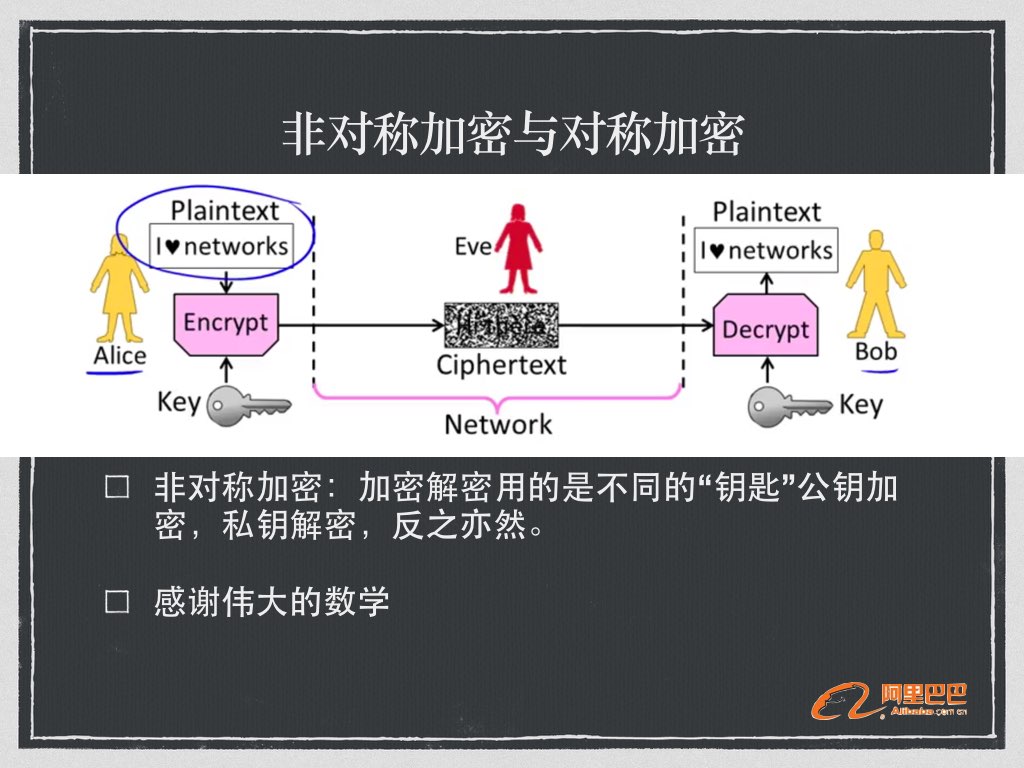 非对称加密与对称加密
Plaintext
I♥networks
Eve
Plaintext
I♥networks
Encrypt
Decrypt
Alice
Ciphertext
Bob
Key
Network
Key
非对称加密：加密解密用的是不同的“钥匙”公钥加
密，私钥解密，反之亦然。
感谢伟大的数学
阿里巴巴
Alibaba.com.cn